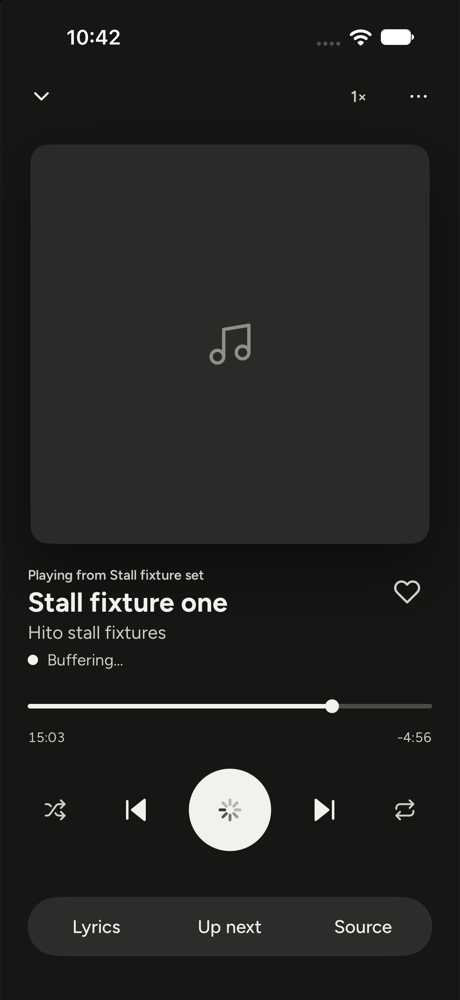 10:42
1×
Playing from Stall fixture set
Stall fixture one
Hito stall fixtures
Buffering...
15:03
-4:56
Lyrics
Up next
Source